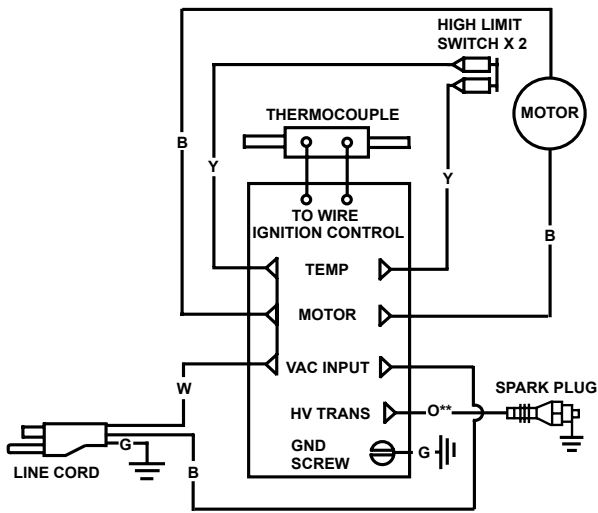 HIGH LIMIT
SWITCH X 2
THERMOCOUPLE
MOTOR
B
Y
Y
TO WIRE
IGNITION CONTROL
B
TEMP
MOTOR
VAC INPUT
W
SPARK PLUG
HV TRANS
O**
G
GND
SCREW
G
LINE CORD
B